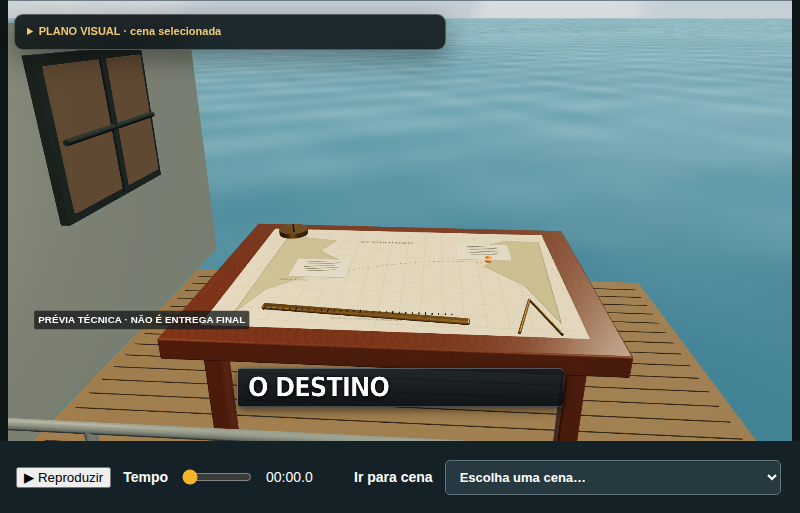 ▶ PLANO VISUAL · cena selecionada
PRÉVIA TÉCNICA · NÃO É ENTREGA FINAL
O DESTINO
▶ Reproduzir Tempo 00:00.0 Ir para cena Escolha uma cena…